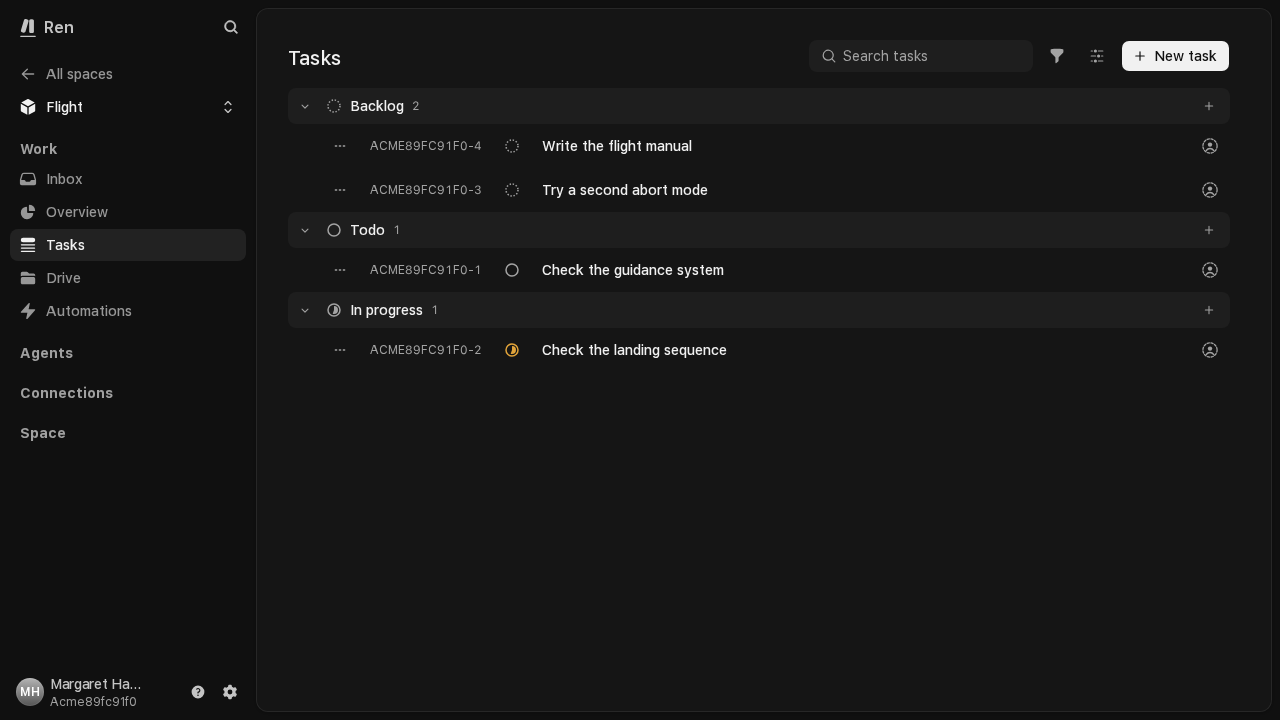 Ren
All spaces
Flight
Work
Inbox
Overview
Tasks
Drive
Automations
Agents
Connections
Space
MH
Margaret Ha...
Acme89fc91f0
Tasks
Search tasks
New task
Backlog 2
ACME89FC91F0-4 Write the flight manual
ACME89FC91F0-3 Try a second abort mode
Todo 1
ACME89FC91F0-1 Check the guidance system
In progress 1
ACME89FC91F0-2 Check the landing sequence